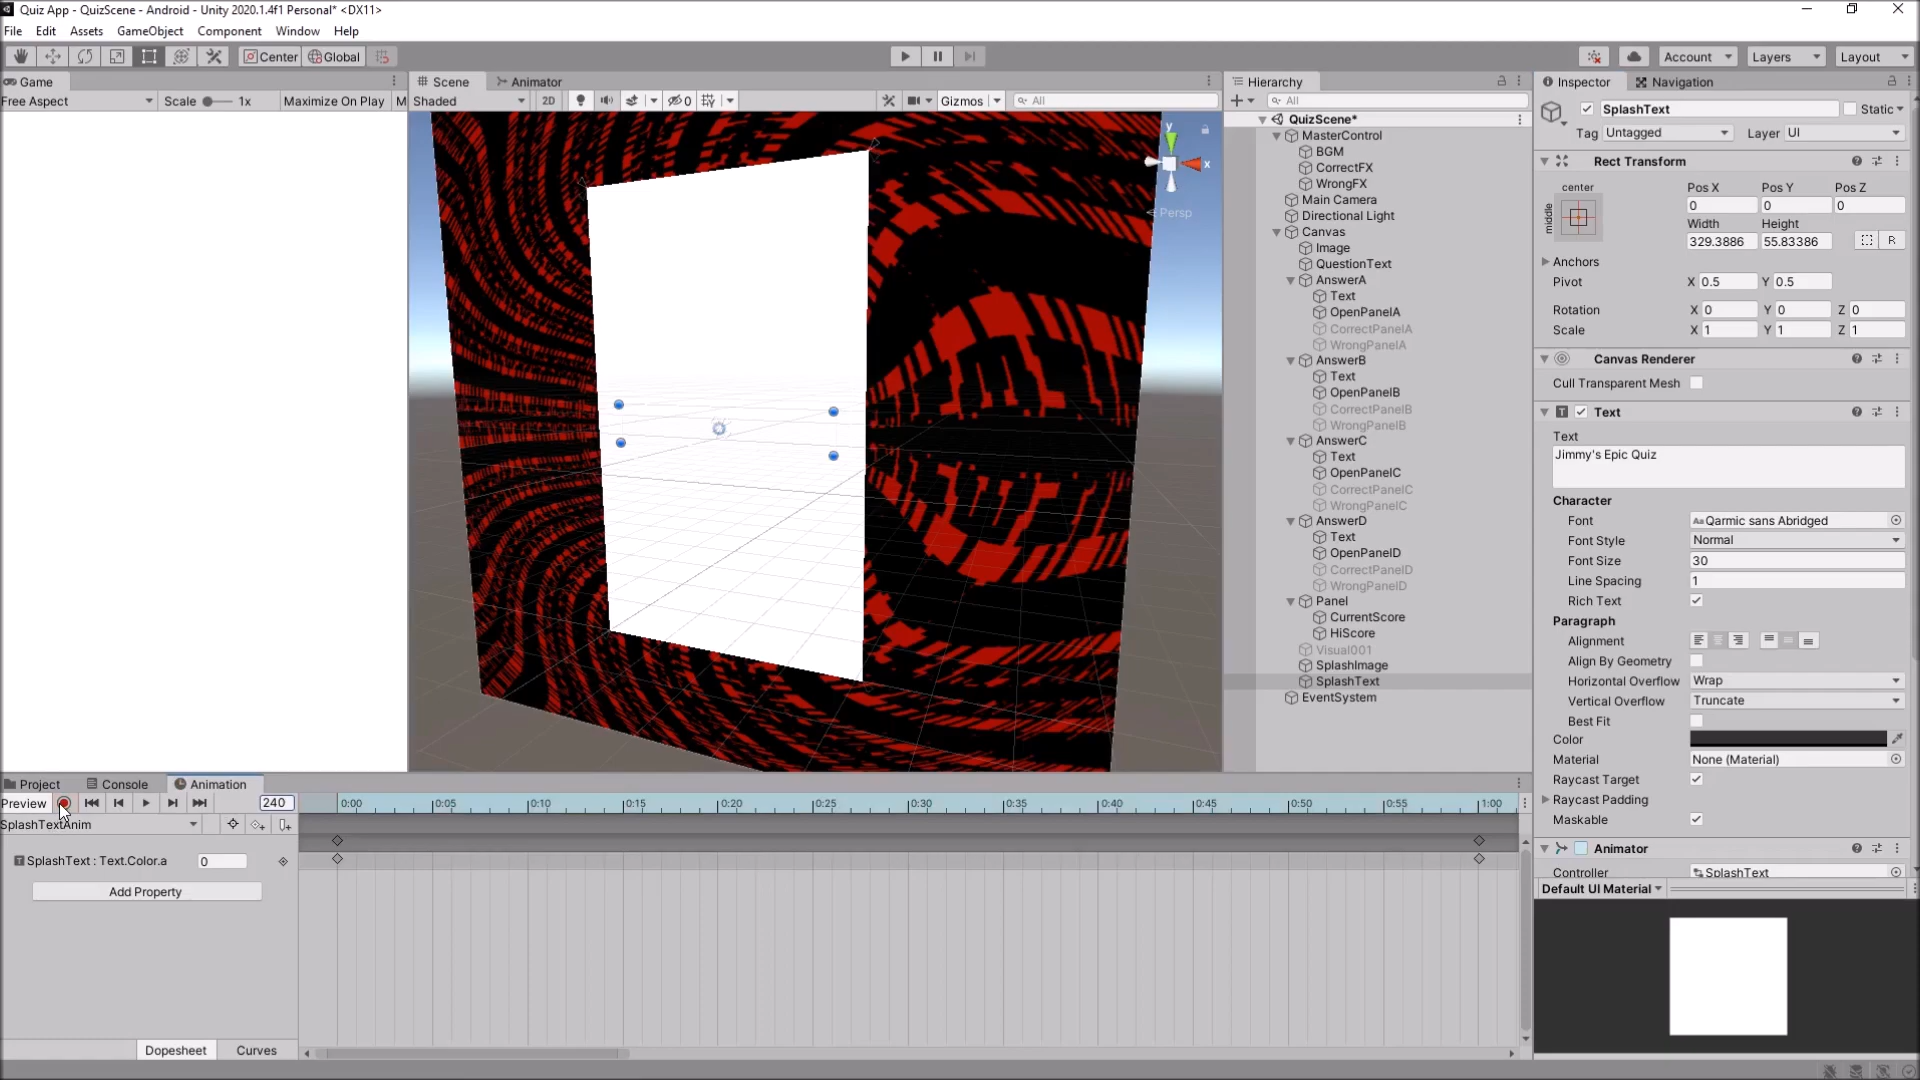 Quiz App - QuizScene - Android - Unity 2020.1.4f1 Personal* <DX11>
File Edit Assets GameObject Component Window Help
Center Global Account Layers Layout
Game
Free Aspect Scale 1x Maximize On Play M
Scene Animator
Shaded 2D 0 Gizmos All
y
x
Persp
Hierarchy
All
QuizScene*
MasterControl
BGM
CorrectFX
WrongFX
Main Camera
Directional Light
Canvas
Image
QuestionText
AnswerA
Text
OpenPanelA
CorrectPanelA
WrongPanelA
AnswerB
Text
OpenPanelB
CorrectPanelB
WrongPanelB
AnswerC
Text
OpenPanelC
CorrectPanelC
WrongPanelC
AnswerD
Text
OpenPanelD
CorrectPanelD
WrongPanelD
Panel
CurrentScore
HiScore
Visual001
SplashImage
SplashText
EventSystem
Inspector Navigation
SplashText Static
Tag Untagged Layer UI
Rect Transform
center Pos X Pos Y Pos Z
middle 0 0 0
Width Height
329.3886 55.83386 R
Anchors
Pivot X 0.5 Y 0.5
Rotation X 0 Y 0 Z 0
Scale X 1 Y 1 Z 1
Canvas Renderer
Cull Transparent Mesh
Text
Text
Jimmy's Epic Quiz
Character
Font Aa Qarmic sans Abridged
Font Style Normal
Font Size 30
Line Spacing 1
Rich Text
Paragraph
Alignment
Align By Geometry
Horizontal Overflow Wrap
Vertical Overflow Truncate
Best Fit
Color
Material None (Material)
Raycast Target
Raycast Padding
Maskable
Animator
Controller SplashText
Default UI Material
Project Console Animation
Preview 240 0:00 0:05 0:10 0:15 0:20 0:25 0:30 0:35 0:40 0:45 0:50 0:55 1:00
SplashTextAnim
SplashText : Text.Color.a 0
Add Property
Dopesheet Curves